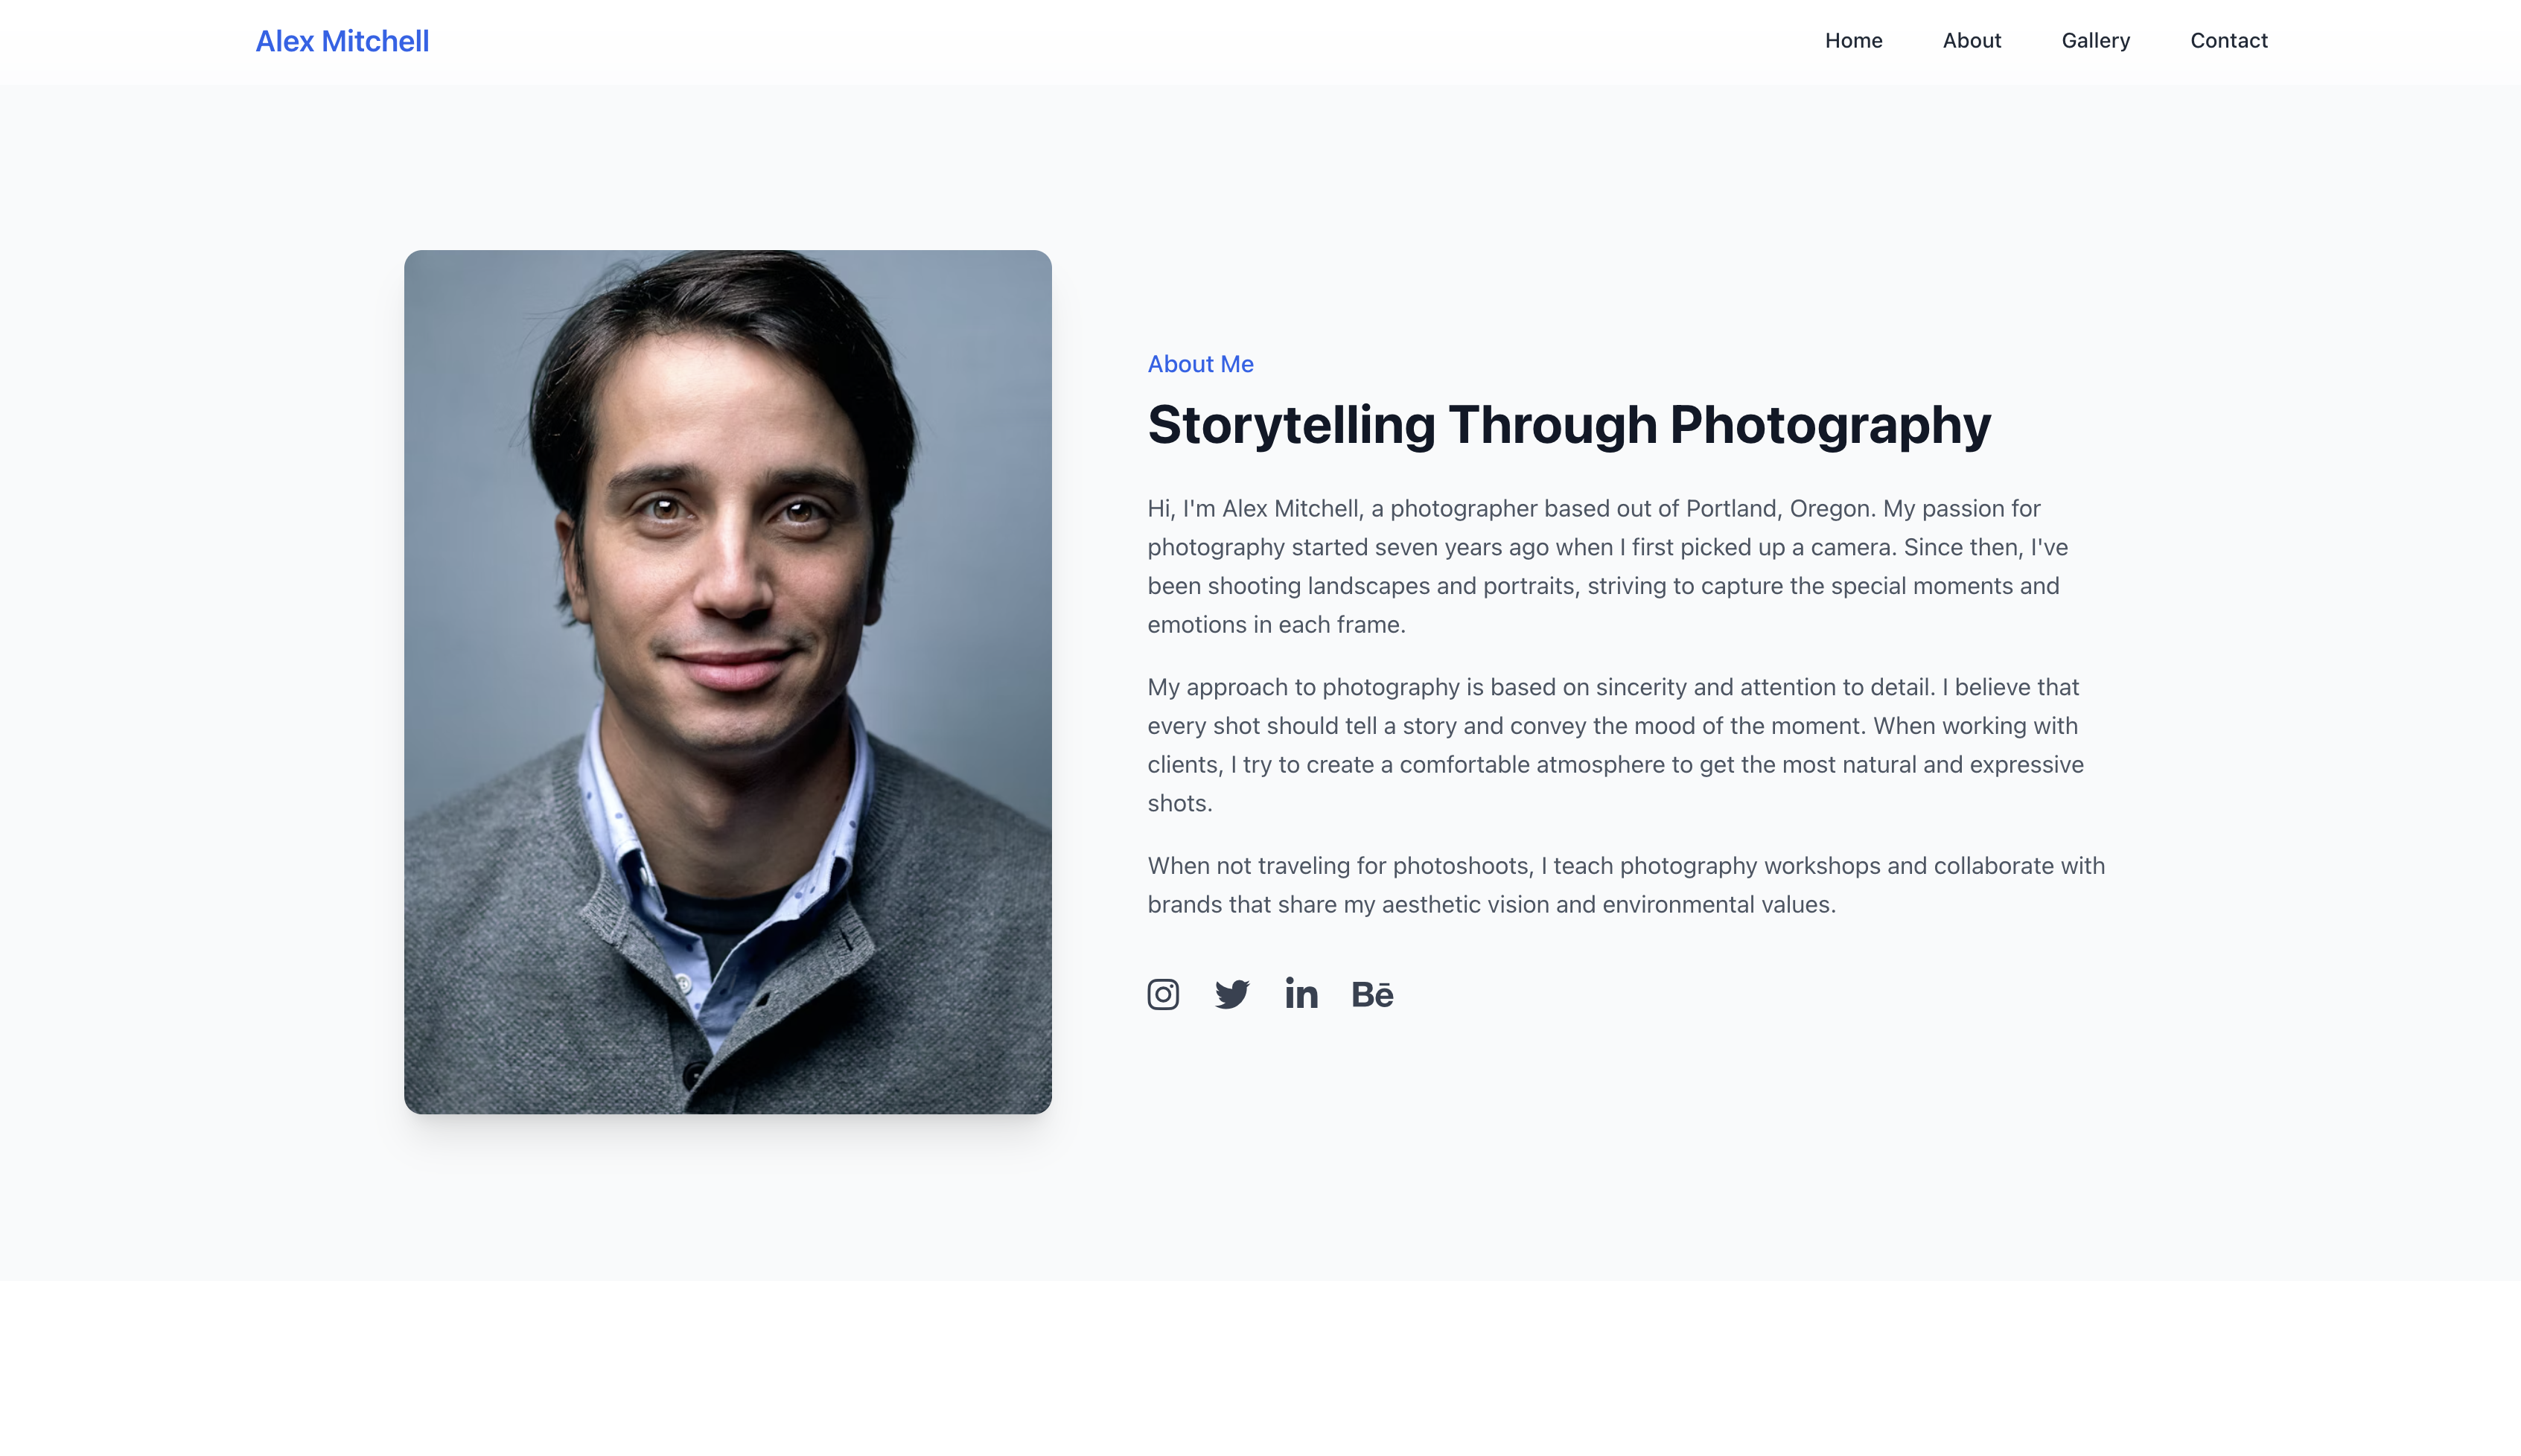 Alex Mitchell
Home About Gallery Contact
About Me
Storytelling Through Photography
Hi, I'm Alex Mitchell, a photographer based out of Portland, Oregon. My passion for
photography started seven years ago when I first picked up a camera. Since then, I've
been shooting landscapes and portraits, striving to capture the special moments and
emotions in each frame.
My approach to photography is based on sincerity and attention to detail. I believe that
every shot should tell a story and convey the mood of the moment. When working with
clients, I try to create a comfortable atmosphere to get the most natural and expressive
shots.
When not traveling for photoshoots, I teach photography workshops and collaborate with
brands that share my aesthetic vision and environmental values.
in Bē